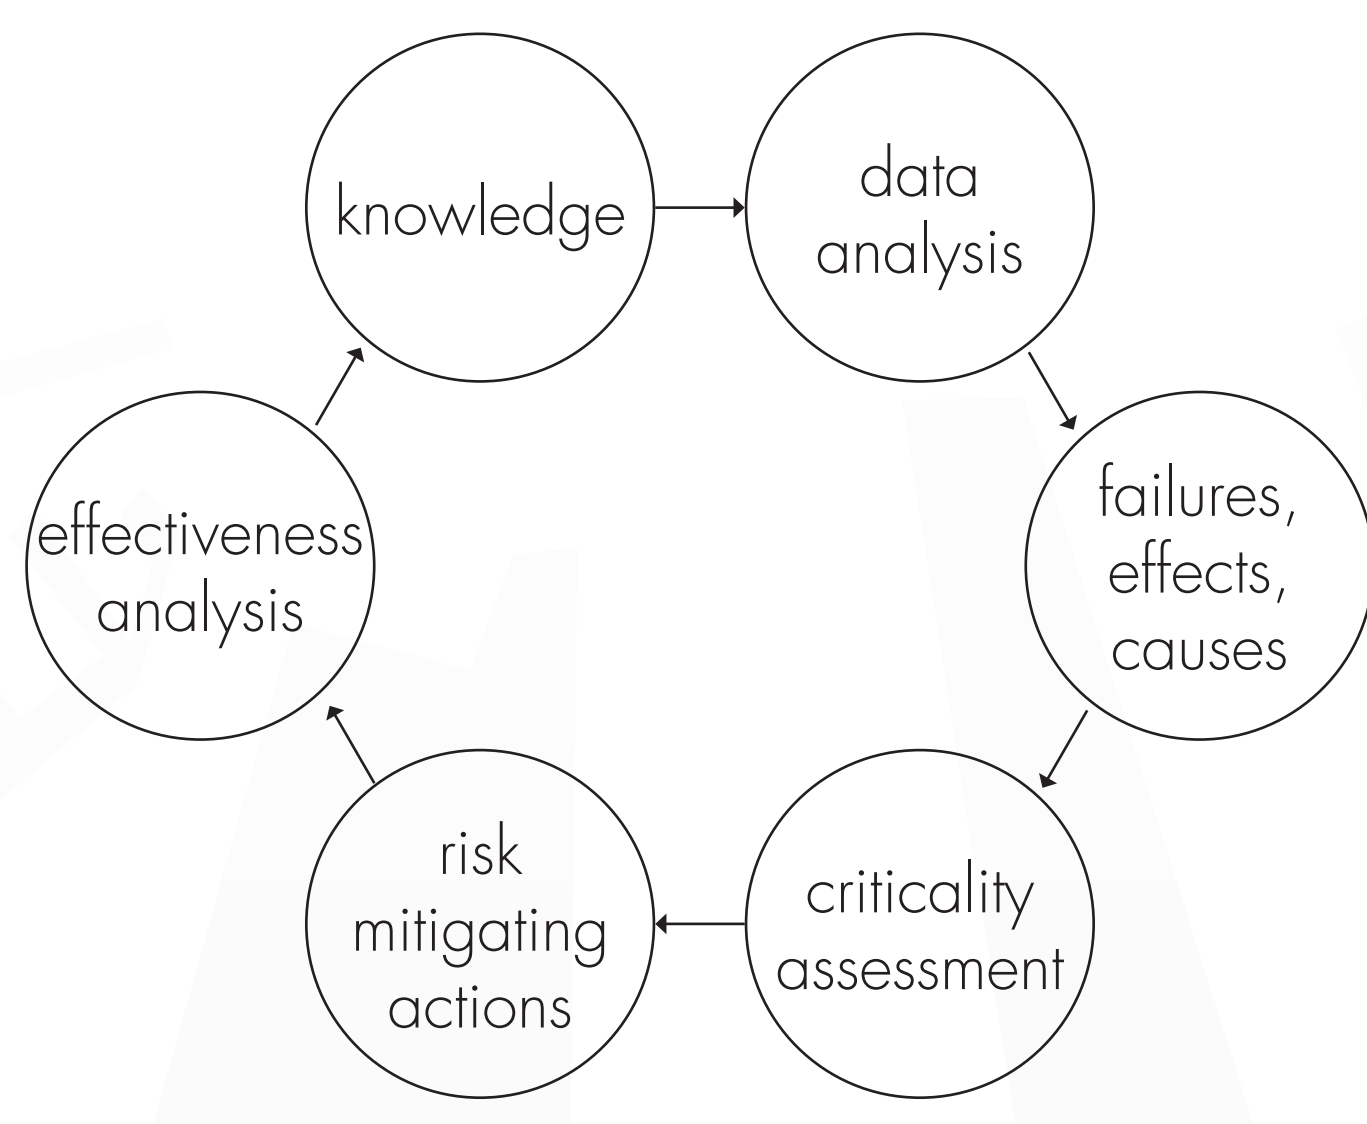 knowledge
data
analysis
failures,
effects,
causes
criticality
assessment
risk
mitigating
actions
effectiveness
analysis